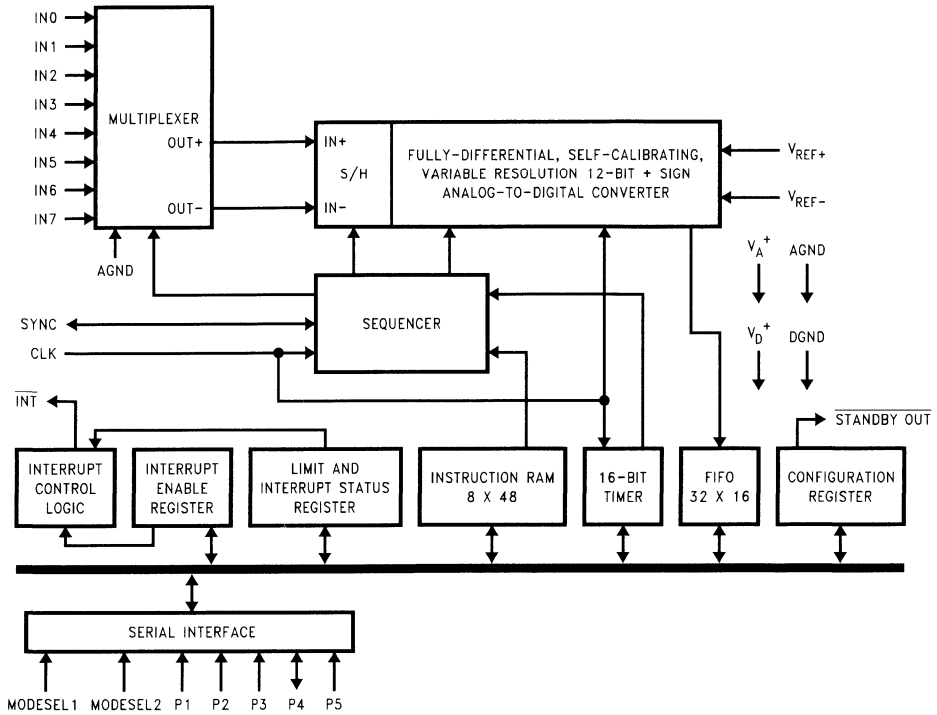 IN0
IN1
IN2
IN3
IN4
IN5
IN6
IN7
MULTIPLEXER
OUT+
OUT-
AGND
IN+
S/H
IN-
FULLY-DIFFERENTIAL, SELF-CALIBRATING,
VARIABLE RESOLUTION 12-BIT + SIGN
ANALOG-TO-DIGITAL CONVERTER
VREF+
VREF-
VA+
AGND
VD+
DGND
SEQUENCER
SYNC
CLK
INT
STANDBY OUT
INTERRUPT
CONTROL
LOGIC
INTERRUPT
ENABLE
REGISTER
LIMIT AND
INTERRUPT STATUS
REGISTER
INSTRUCTION RAM
8 X 48
16-BIT
TIMER
FIFO
32 X 16
CONFIGURATION
REGISTER
SERIAL INTERFACE
MODESEL1 MODESEL2 P1 P2 P3 P4 P5